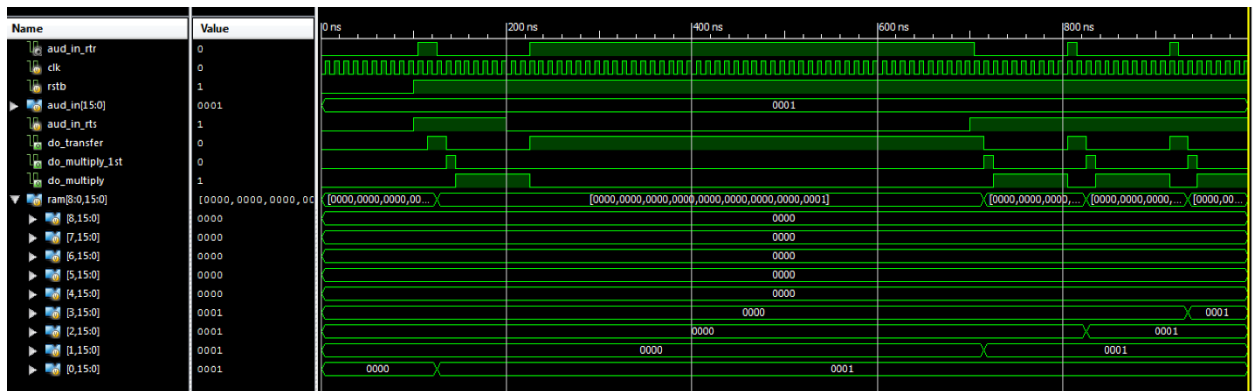 Name Value 0 ns 200 ns 400 ns 600 ns 800 ns
aud_in_rtr 0
clk 0
rstb 1
aud_in[15:0] 0001 0001
aud_in_rts 1
do_transfer 0
do_multiply_1st 0
do_multiply 1
ram[8:0,15:0] [0000,0000,0000,00 [0000,0000,0000,00... [0000,0000,0000,0000,0000,0000,0000,0000,0001] [0000,0000,0000,... [0000,0000,0000,... [0000,00...
[8,15:0] 0000 0000
[7,15:0] 0000 0000
[6,15:0] 0000 0000
[5,15:0] 0000 0000
[4,15:0] 0000 0000
[3,15:0] 0001 0000 0001
[2,15:0] 0001 0000 0001
[1,15:0] 0001 0000 0001
[0,15:0] 0001 0000 0001